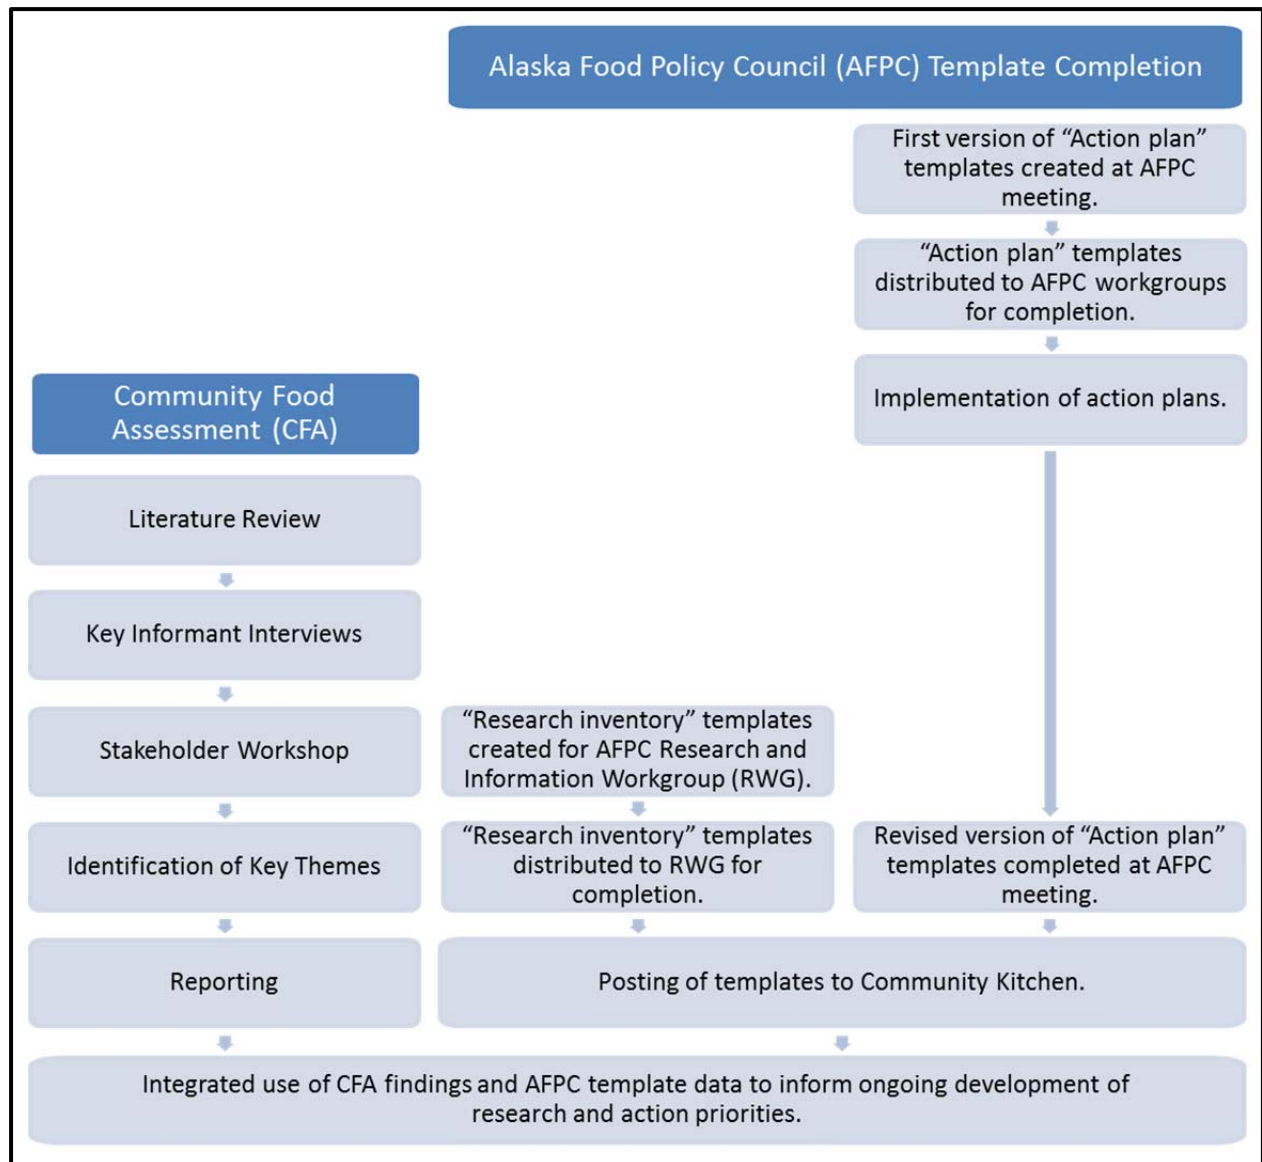 Alaska Food Policy Council (AFPC) Template Completion
First version of “Action plan”
templates created at AFPC
meeting.
“Action plan” templates
distributed to AFPC workgroups
for completion.
Implementation of action plans.
Community Food
Assessment (CFA)
Literature Review
Key Informant Interviews
Stakeholder Workshop
Identification of Key Themes
Reporting
“Research inventory” templates
created for AFPC Research and
Information Workgroup (RWG).
“Research inventory” templates
distributed to RWG for
completion.
Revised version of “Action plan”
templates completed at AFPC
meeting.
Posting of templates to Community Kitchen.
Integrated use of CFA findings and AFPC template data to inform ongoing development of
research and action priorities.